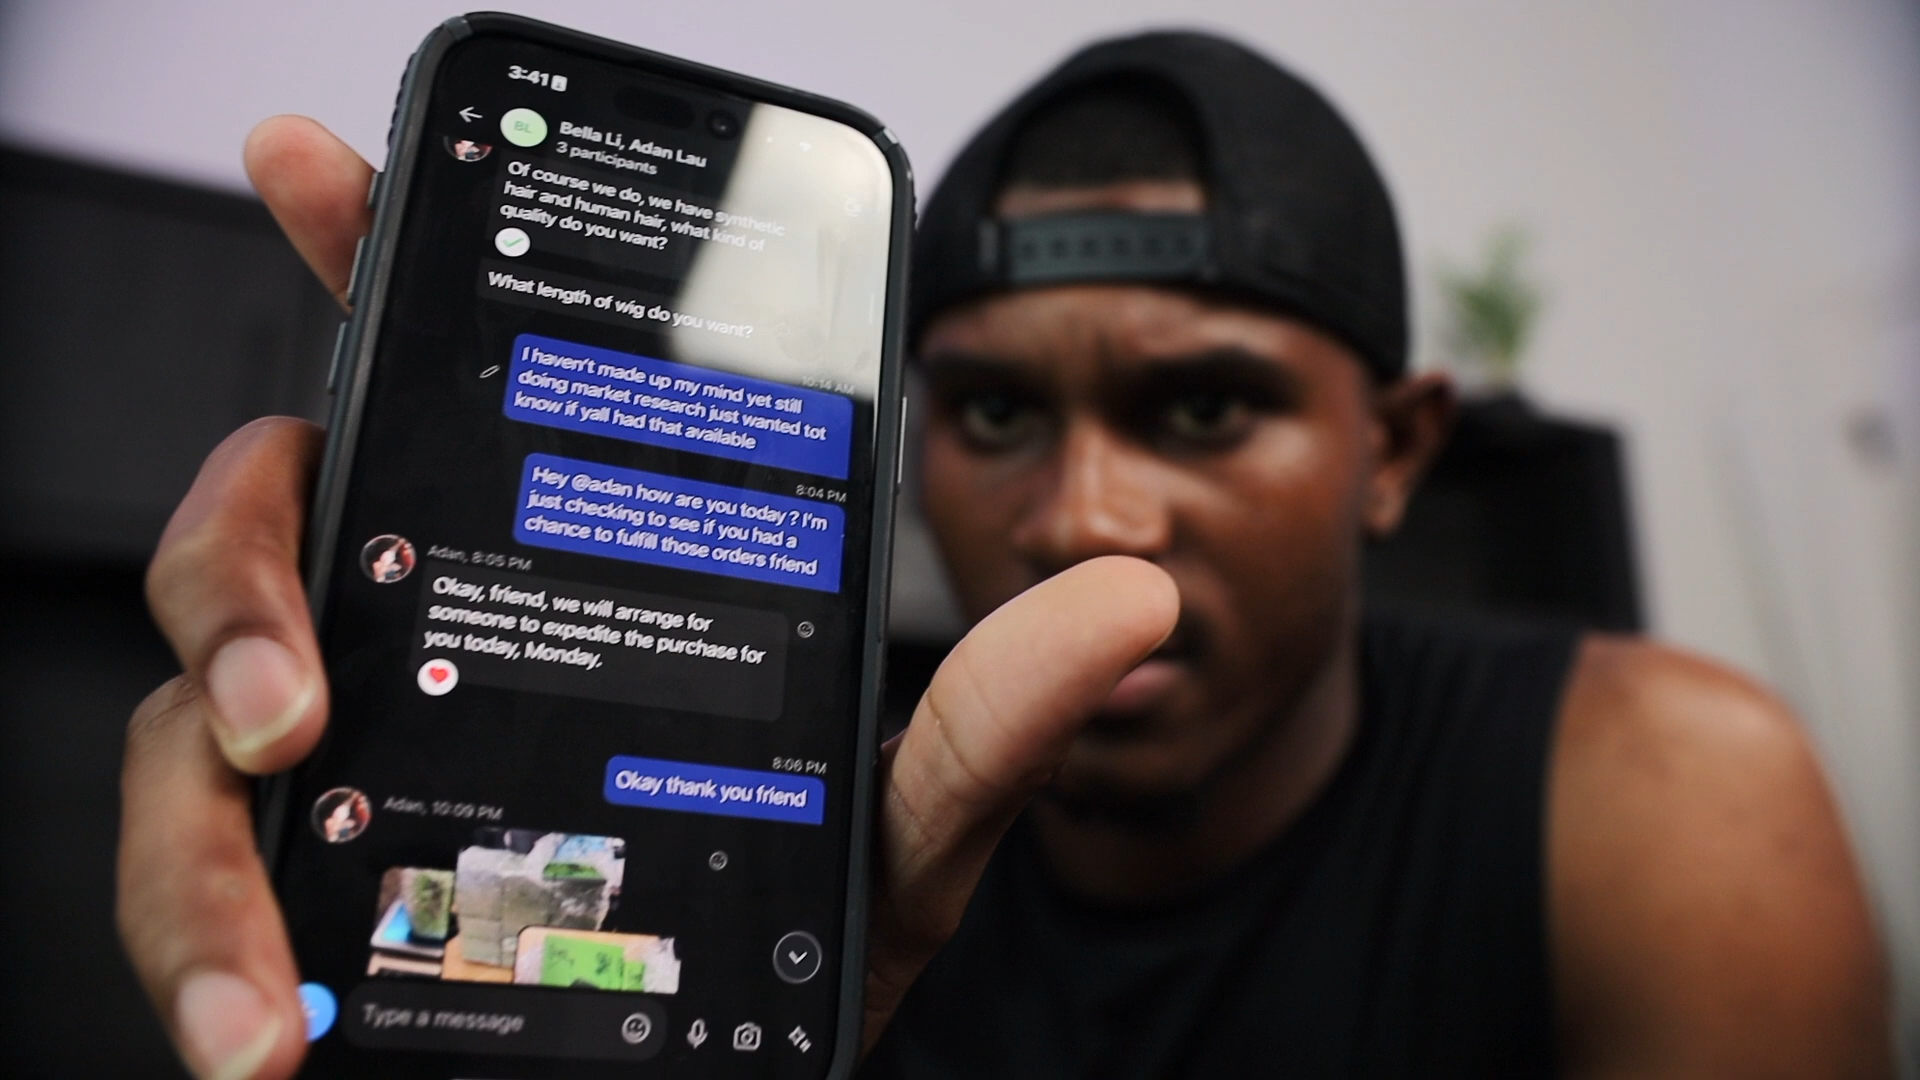 3:41
BL
Bella Li, Adan Lau
3 participants
Of course we do, we have synthetic
hair and human hair, what kind of
quality do you want?
What length of wig do you want?
10:14 AM
I haven't made up my mind yet still
doing market research just wanted tot
know if yall had that available
8:04 PM
Hey @adan how are you today ? I'm
just checking to see if you had a
chance to fulfill those orders friend
Adan, 8:05 PM
Okay, friend, we will arrange for
someone to expedite the purchase for
you today, Monday.
8:06 PM
Okay thank you friend
Adan, 10:09 PM
Type a message